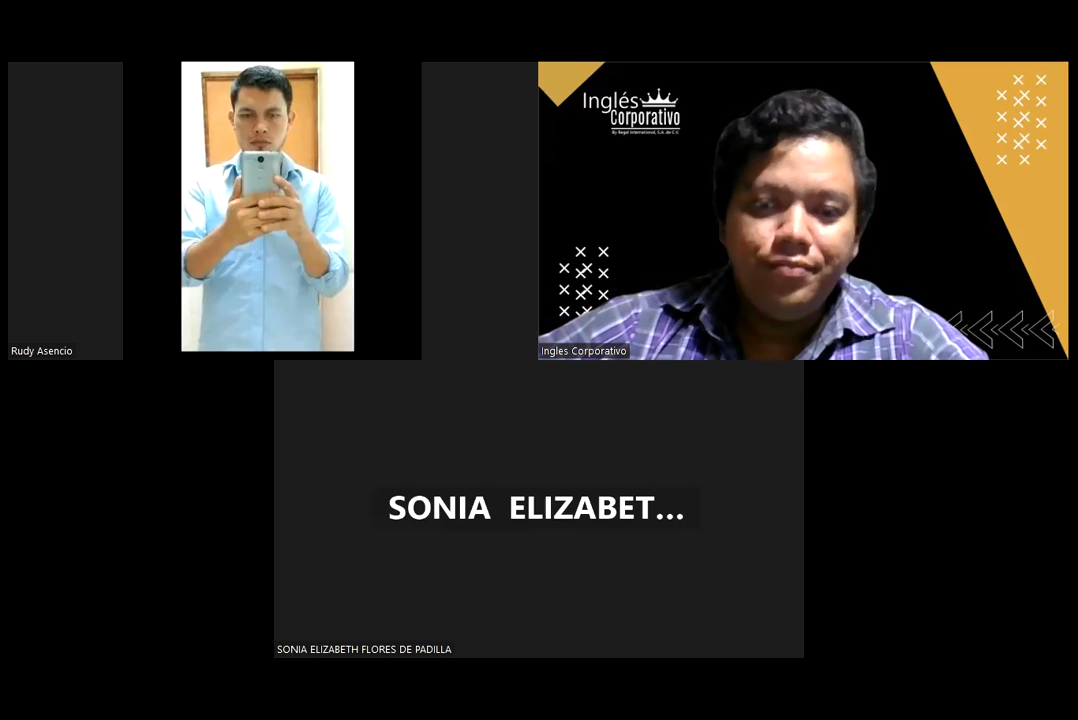 Inglés
Corporativo
By Regal International, S.A. de C.V.
Rudy Asencio
Ingles Corporativo
SONIA ELIZABET...
SONIA ELIZABETH FLORES DE PADILLA